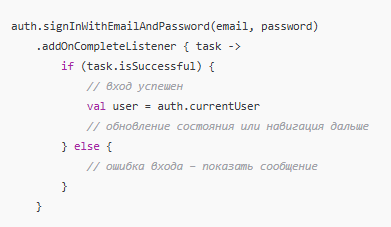 auth.signInWithEmailAndPassword(email, password)
    .addOnCompleteListener { task ->
        if (task.isSuccessful) {
            // вход успешен
            val user = auth.currentUser
            // обновление состояния или навигация дальше
        } else {
            // ошибка входа — показать сообщение
        }
    }